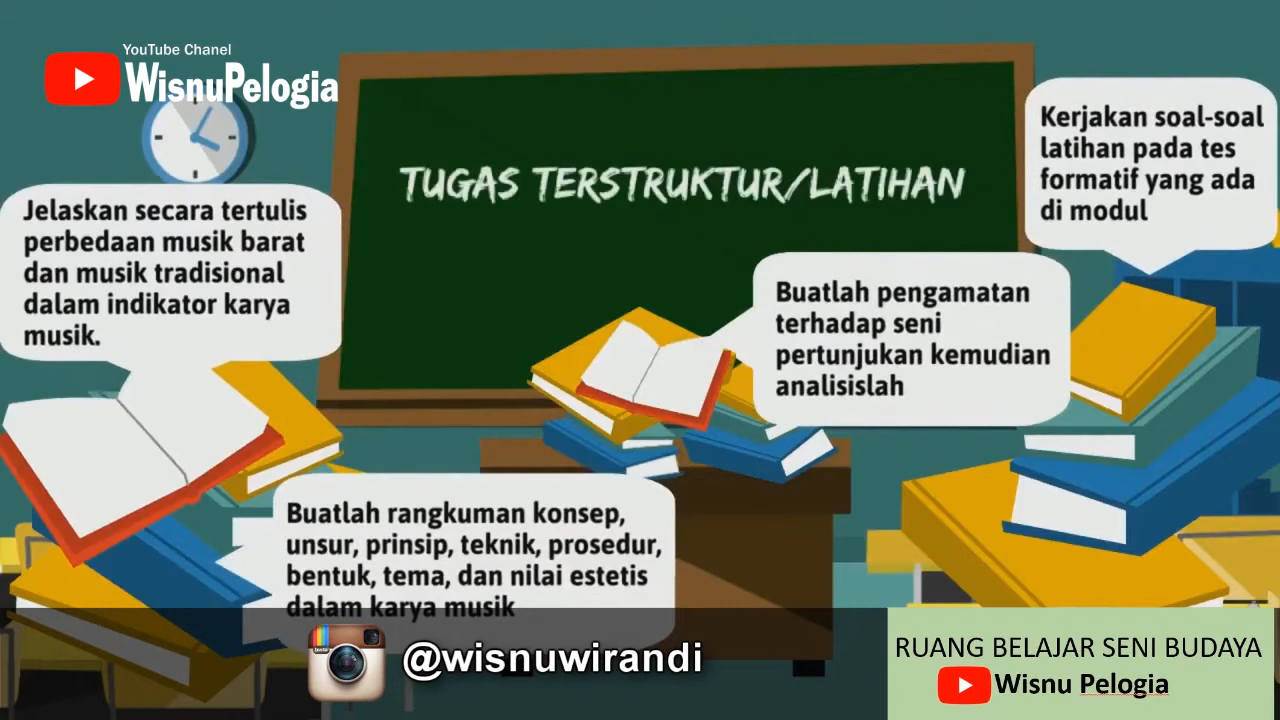 YouTube Chanel
WisnuPelogia
TUGAS TERSTRUKTUR/LATIHAN
Kerjakan soal-soal
latihan pada tes
formatif yang ada
di modul
Jelaskan secara tertulis
perbedaan musik barat
dan musik tradisional
dalam indikator karya
musik.
Buatlah pengamatan
terhadap seni
pertunjukan kemudian
analisislah
Buatlah rangkuman konsep,
unsur, prinsip, teknik, prosedur,
bentuk, tema, dan nilai estetis
dalam karya musik
Insta
@wisnuwirandi
RUANG BELAJAR SENI BUDAYA
Wisnu Pelogia